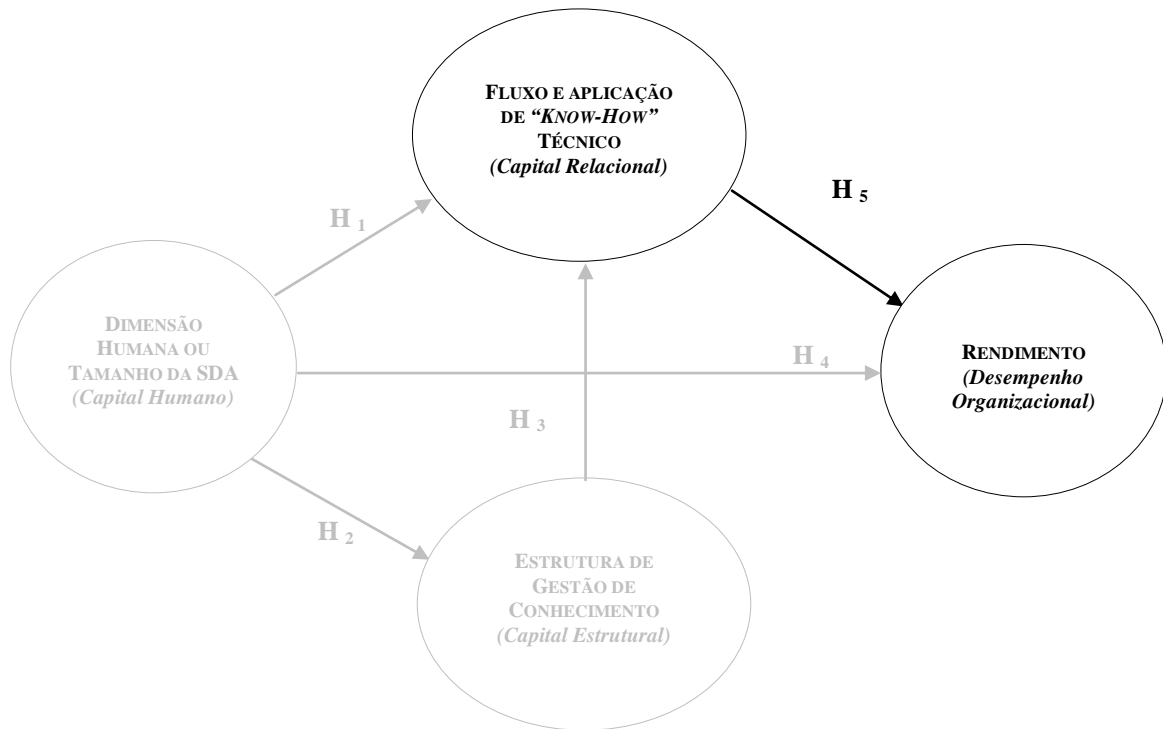 FLUXO E APLICAÇÃO
DE “KNOW-HOW”
TÉCNICO
(Capital Relacional)
H 5
H 1
DIMENSÃO
HUMANA OU
TAMANHO DA SDA
(Capital Humano)
H 4
RENDIMENTO
(Desempenho
Organizacional)
H 3
H 2
ESTRUTURA DE
GESTÃO DE
CONHECIMENTO
(Capital Estrutural)